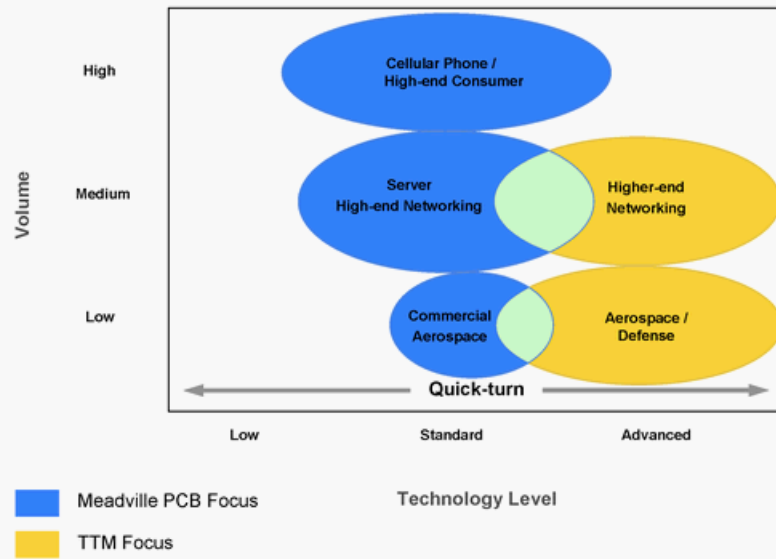 High
Cellular Phone /
High-end Consumer
Volume
Medium
Server
High-end Networking
Higher-end
Networking
Low
Commercial
Aerospace
Aerospace /
Defense
Quick-turn
Low
Standard
Advanced
Meadville PCB Focus
Technology Level
TTM Focus